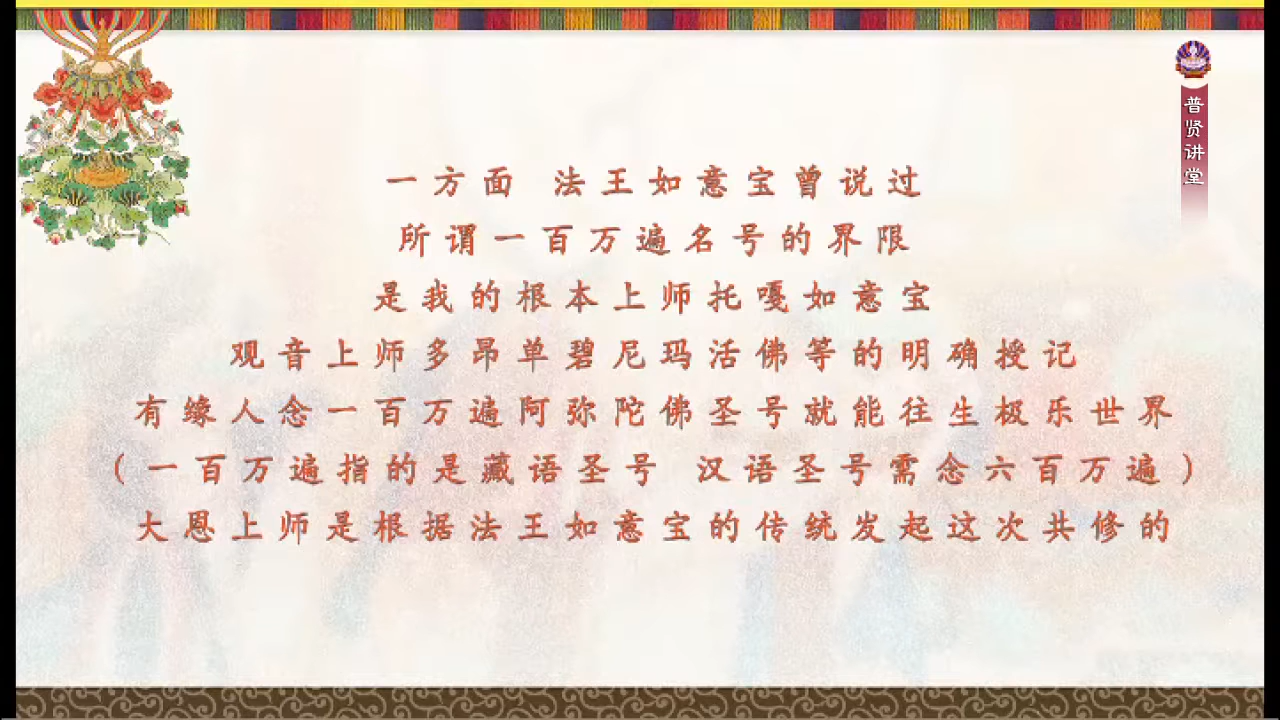 普贤讲堂
一方面 法王如意宝曾说过
所谓一百万遍名号的界限
是我的根本上师托嘎如意宝
观音上师多昂单碧尼玛活佛等的明确授记
有缘人念一百万遍阿弥陀佛圣号就能往生极乐世界
（一百万遍指的是藏语圣号 汉语圣号需念六百万遍）
大恩上师是根据法王如意宝的传统发起这次共修的